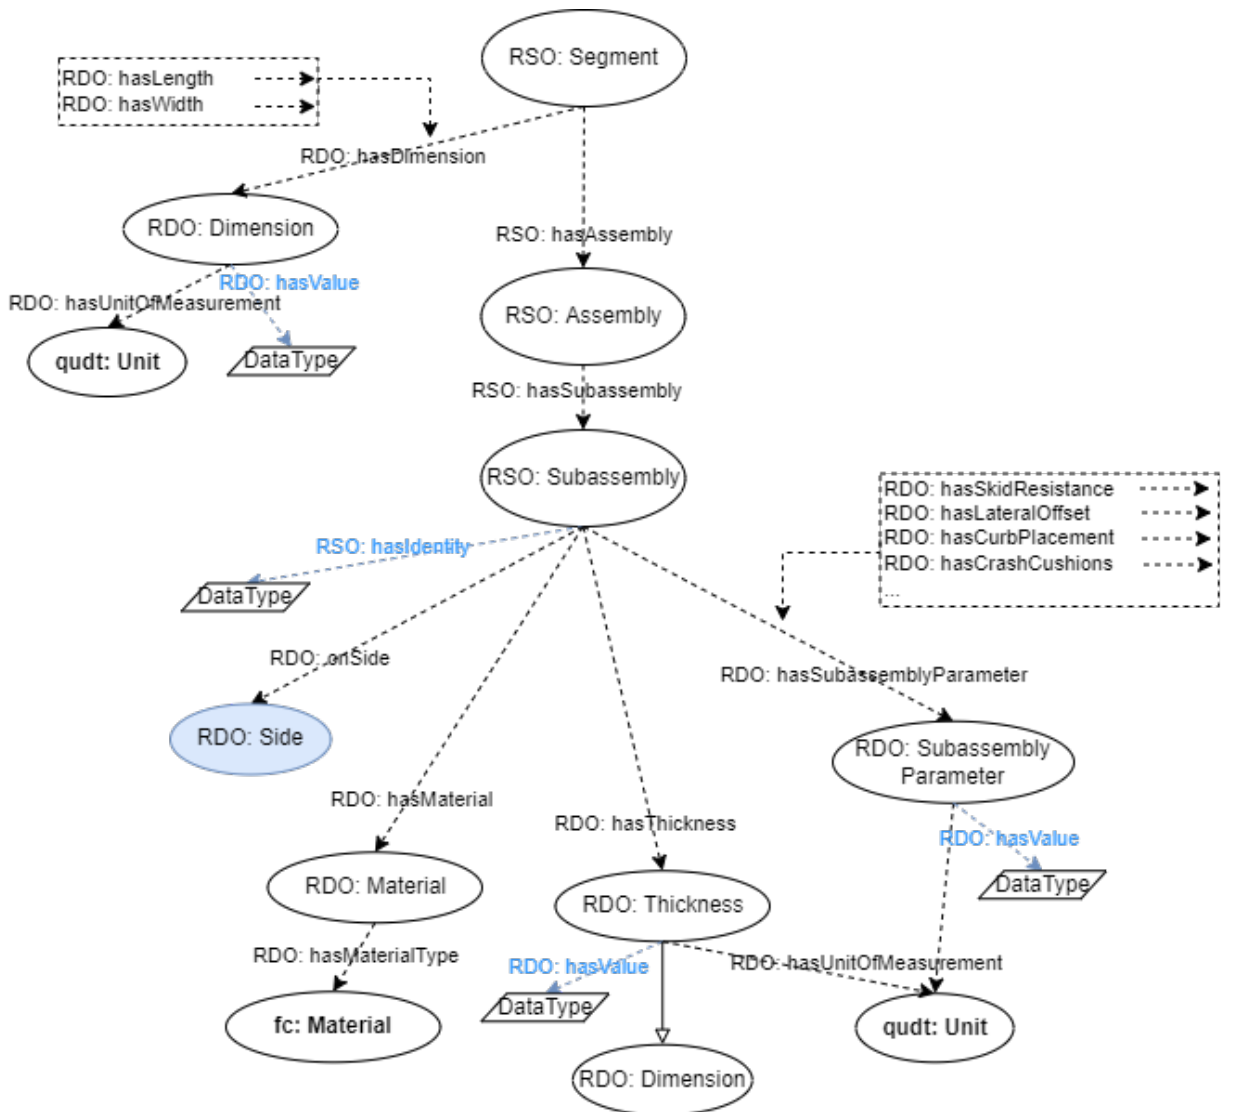 RSO: Segment
RDO: hasLength
RDO: hasWidth
RDO: hasDimension
RDO: Dimension
RSO: hasAssembly
RDO: hasValue
RDO: hasUnitOfMeasurement
RSO: Assembly
qudt: Unit
DataType
RSO: hasSubassembly
RSO: Subassembly
RDO: hasSkidResistance
RDO: hasLateralOffset
RDO: hasCurbPlacement
RDO: hasCrashCushions
...
RSO: hasIdentity
DataType
RDO: onSide
RDO: hasSubassemblyParameter
RDO: Side
RDO: Subassembly
Parameter
RDO: hasMaterial
RDO: hasThickness
RDO: hasValue
RDO: Material
DataType
RDO: Thickness
RDO: hasMaterialType
RDO: hasValue
RDO: hasUnitOfMeasurement
DataType
fc: Material
qudt: Unit
RDO: Dimension